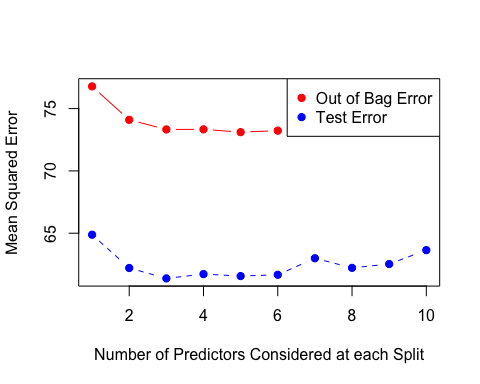 Out of Bag Error
Test Error
Mean Squared Error
75
70
65
2 4 6 8 10
Number of Predictors Considered at each Split